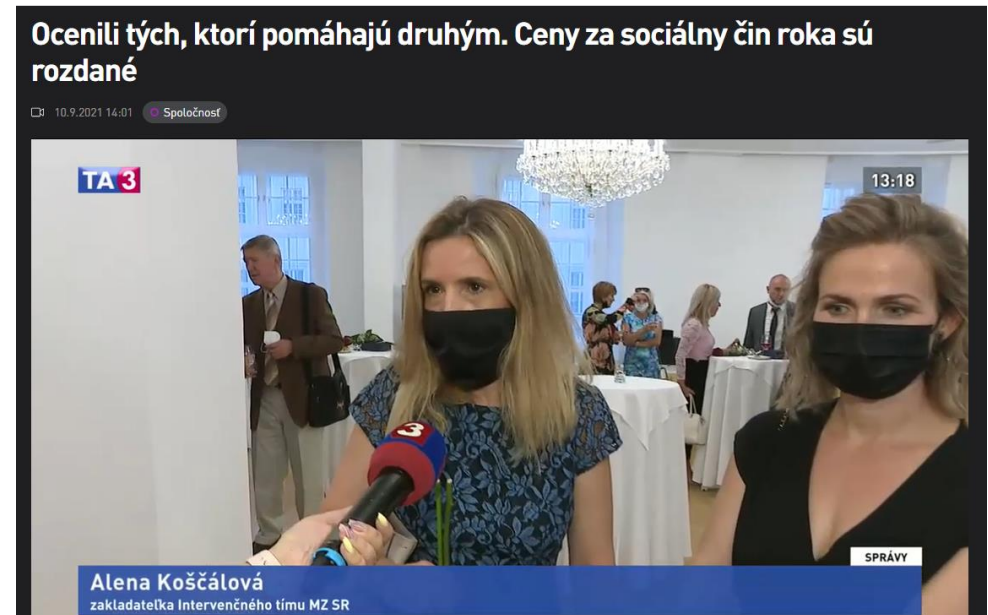 Ocenili tých, ktorí pomáhajú druhým. Ceny za sociálny čin roka sú
rozdané
10.9.2021 14:01 Spoločnosť
TA3
13:18
3
SPRÁVY
Alena Koščálová
zakladateľka Intervenčného tímu MZ SR